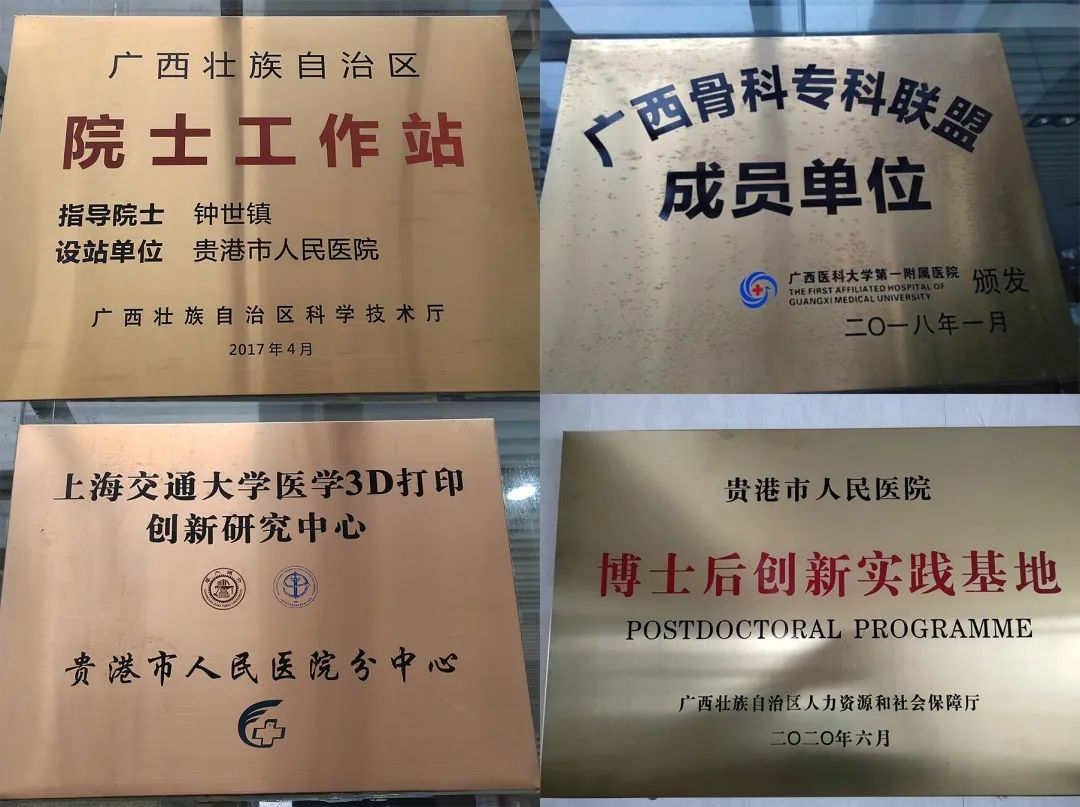 广西壮族自治区
院士工作站
指导院士 钟世镇
设站单位 贵港市人民医院
广西壮族自治区科学技术厅
2017年4月
广西骨科专科联盟
成员单位
广西医科大学第一附属医院
THE FIRST AFFILIATED HOSPITAL OF
GUANGXI MEDICAL UNIVERSITY
颁发
二〇一八年一月
上海交通大学医学3D打印
创新研究中心
贵港市人民医院分中心
贵港市人民医院
博士后创新实践基地
POSTDOCTORAL PROGRAMME
广西壮族自治区人力资源和社会保障厅
二〇二〇年六月